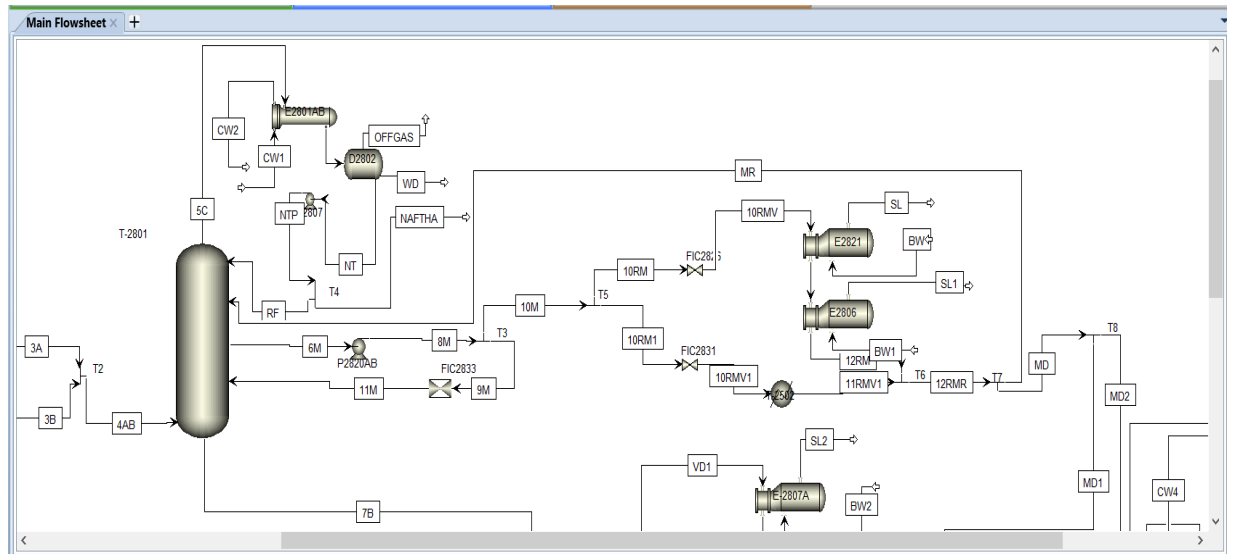 Main Flowsheet
E2801AB
CW2
OFFGAS
CW1
D2802
WD
MR
NTP
NAFTHA
10RMV
SL
5C
T-2801
E2821
BW
NT
10RM
T4
SL1
RF
10M
T5
E2806
3A
6M
8M
T3
10RM1
FIC2831
12RM
BW1
T8
T2
P2820AB
FIC2833
11M
9M
10RMV1
11RMV1
T6
12RMR
T7
MD
MD2
3B
4AB
SL2
VD1
MD1
E-2807A
CW4
7B
BW2